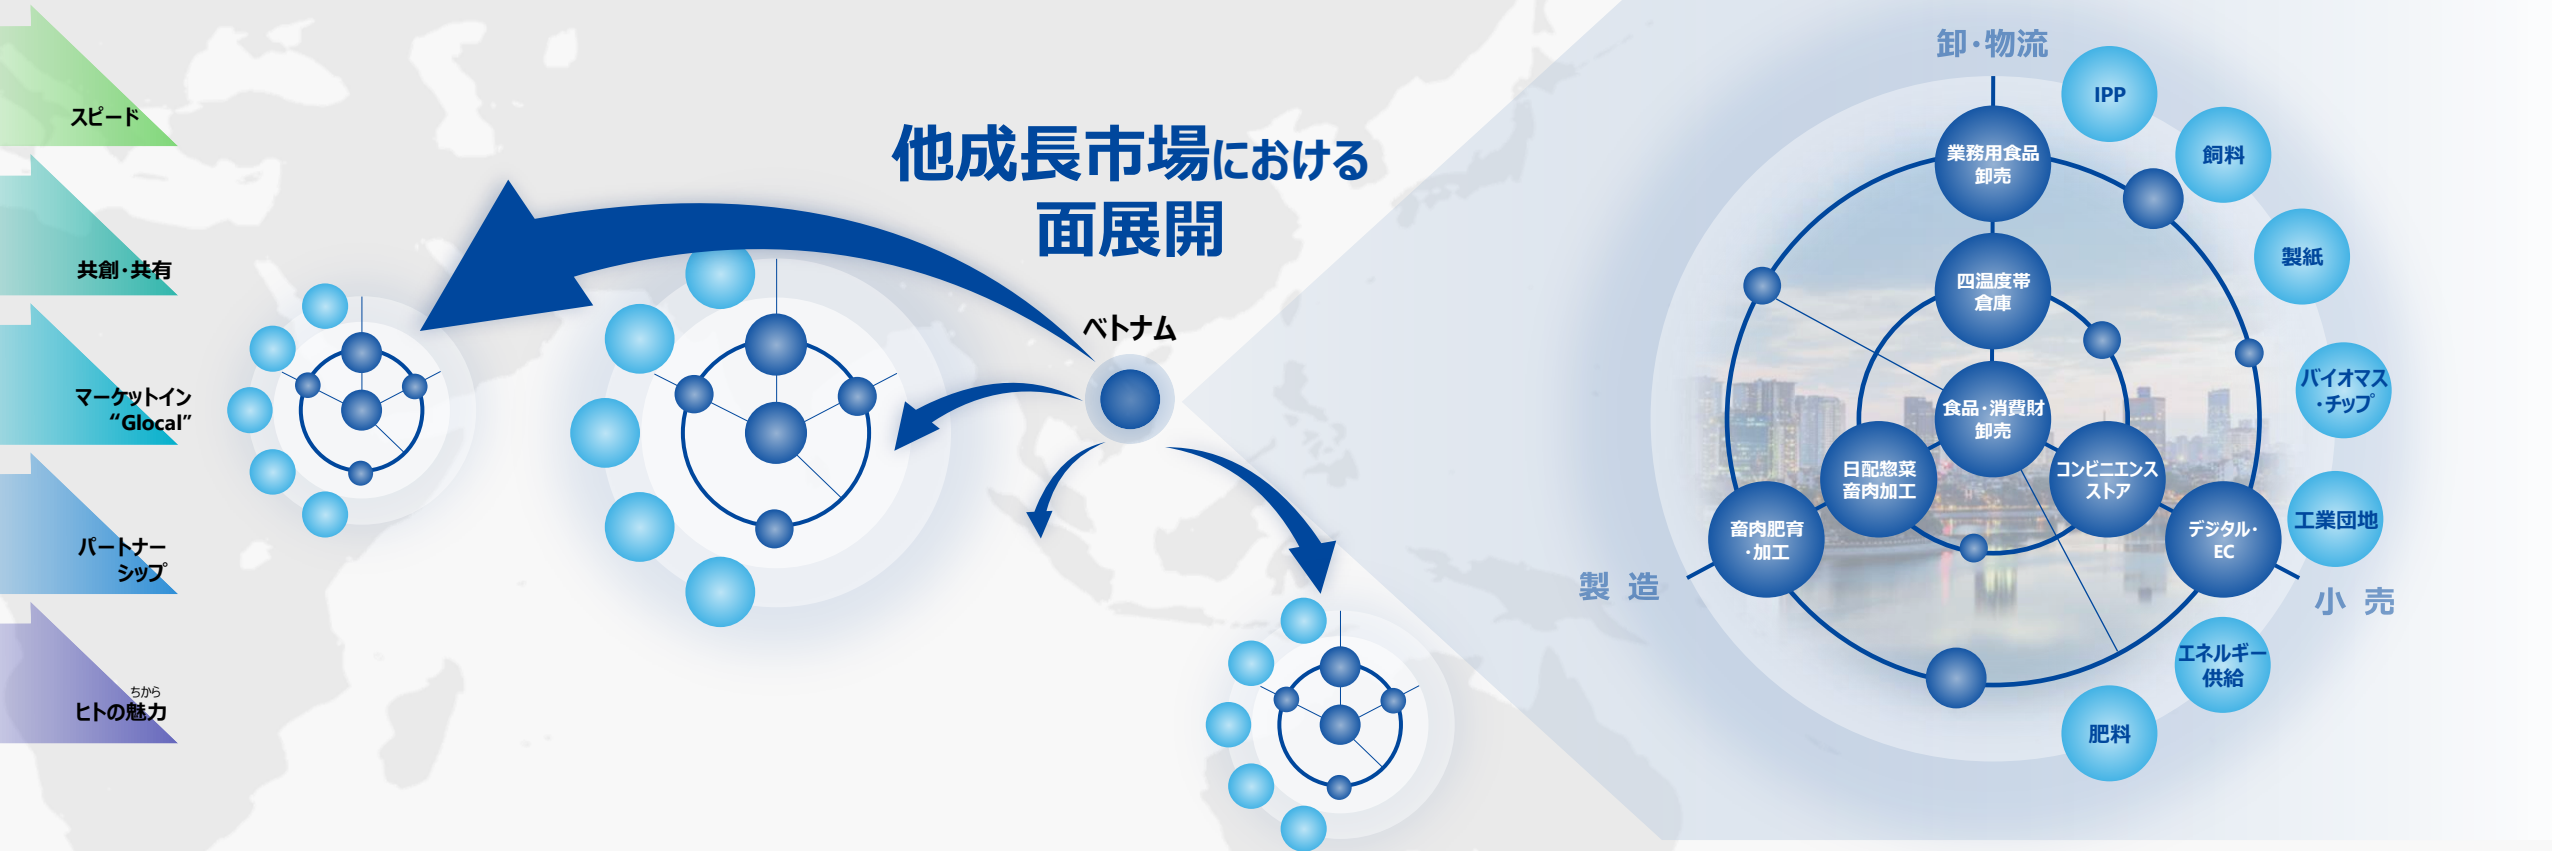 スピード
共創・共有
マーケットイン
“Glocal”
パートナー
シップ
ちから
ヒトの魅力
他成長市場における
面展開
ベトナム
卸・物流
製 造
小 売
業務用食品
卸売
四温度帯
倉庫
食品・消費財
卸売
日配惣菜
畜肉加工
コンビニエンス
ストア
畜肉肥育
・加工
デジタル・
EC
IPP
飼料
製紙
バイオマス
・チップ
工業団地
エネルギー
供給
肥料